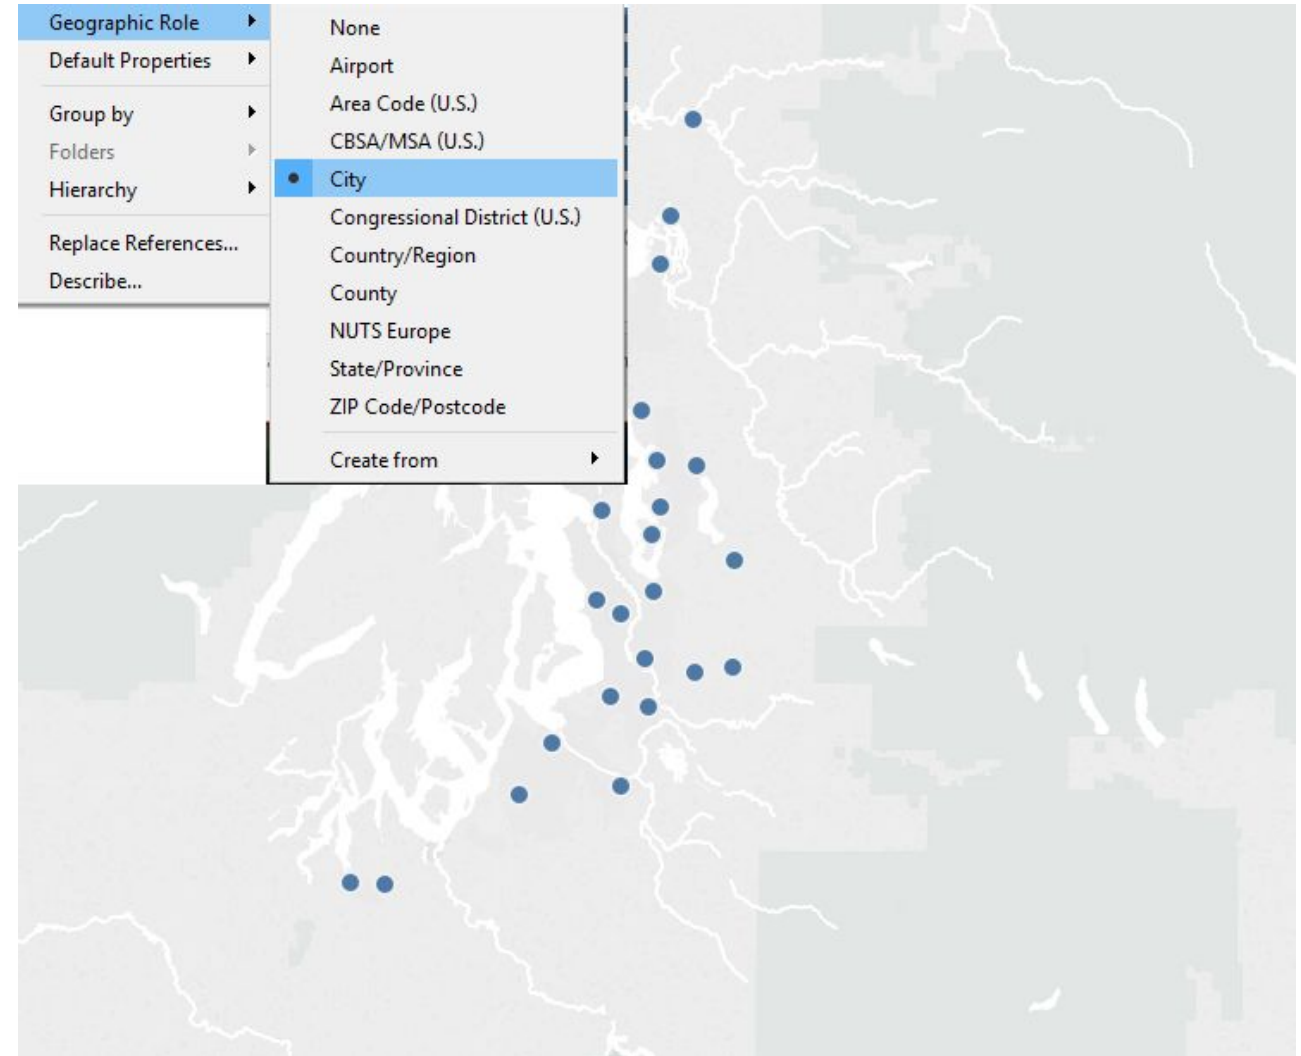 Geographic Role
Default Properties
Group by
Folders
Hierarchy
Replace References...
Describe...
None
Airport
Area Code (U.S.)
CBSA/MSA (U.S.)
City
Congressional District (U.S.)
Country/Region
County
NUTS Europe
State/Province
ZIP Code/Postcode
Create from